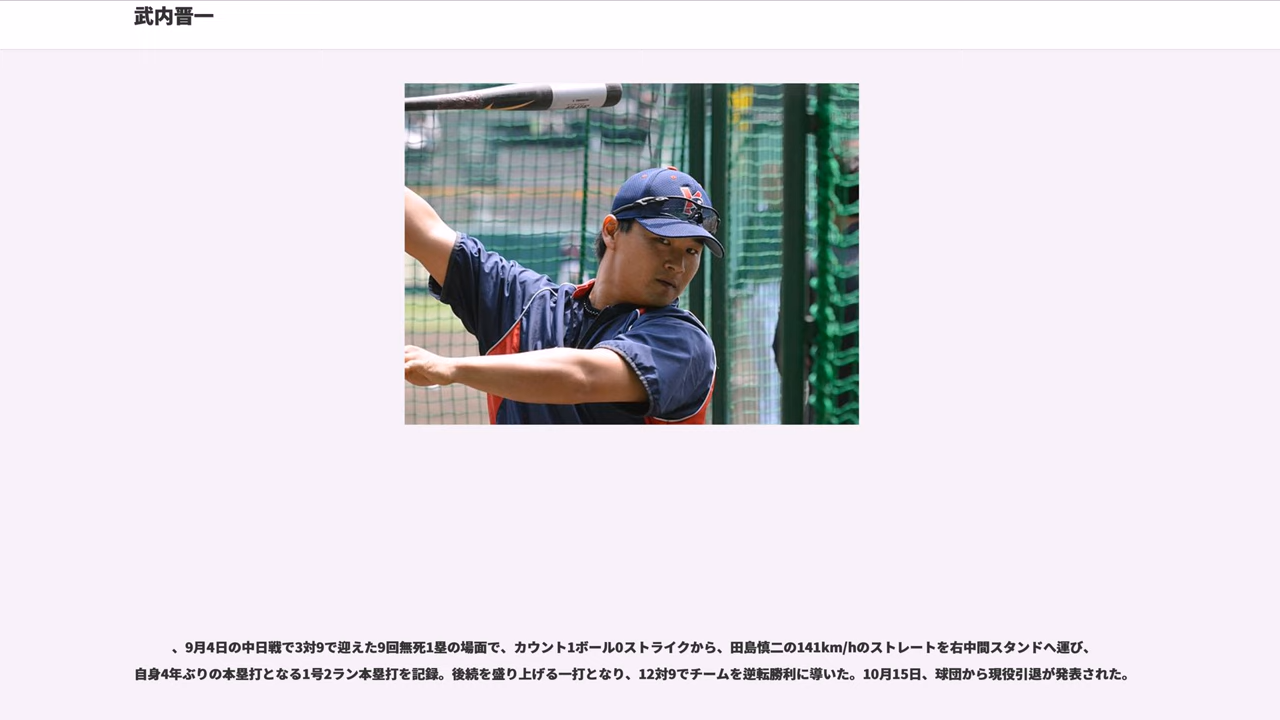 武内晋一
、9月4日の中日戦で3対9で迎えた9回無死1塁の場面で、カウント1ボール0ストライクから、田島慎二の141km/hのストレートを右中間スタンドへ運び、
自身4年ぶりの本塁打となる1号2ラン本塁打を記録。後続を盛り上げる一打となり、12対9でチームを逆転勝利に導いた。10月15日、球団から現役引退が発表された。